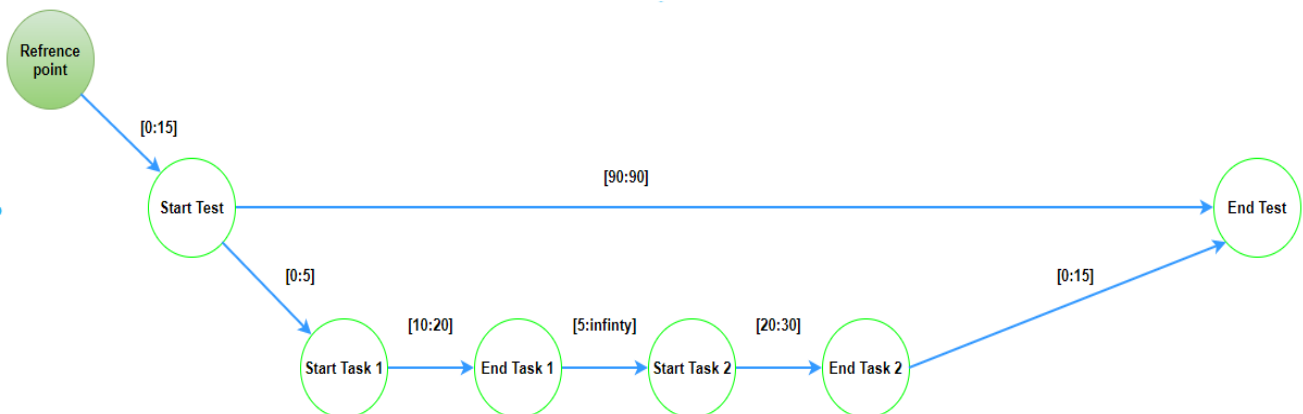 Refrence
point
[0:15]
[90:90]
Start Test
End Test
[0:5]
[0:15]
[10:20]
[5:infinty]
[20:30]
Start Task 1
End Task 1
Start Task 2
End Task 2